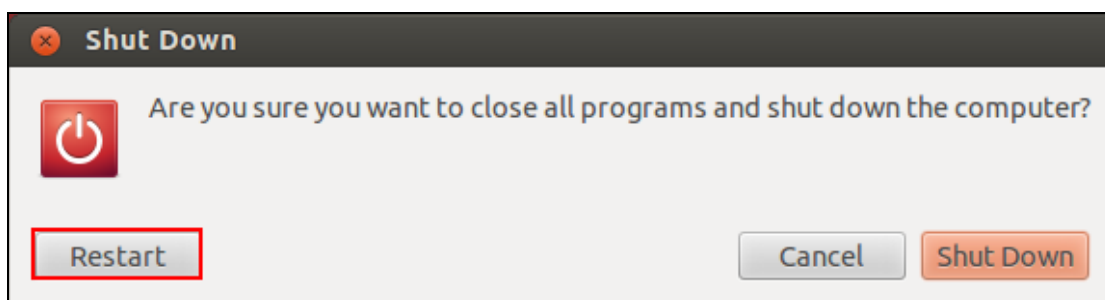 Shut Down
Are you sure you want to close all programs and shut down the computer?
Restart Cancel Shut Down